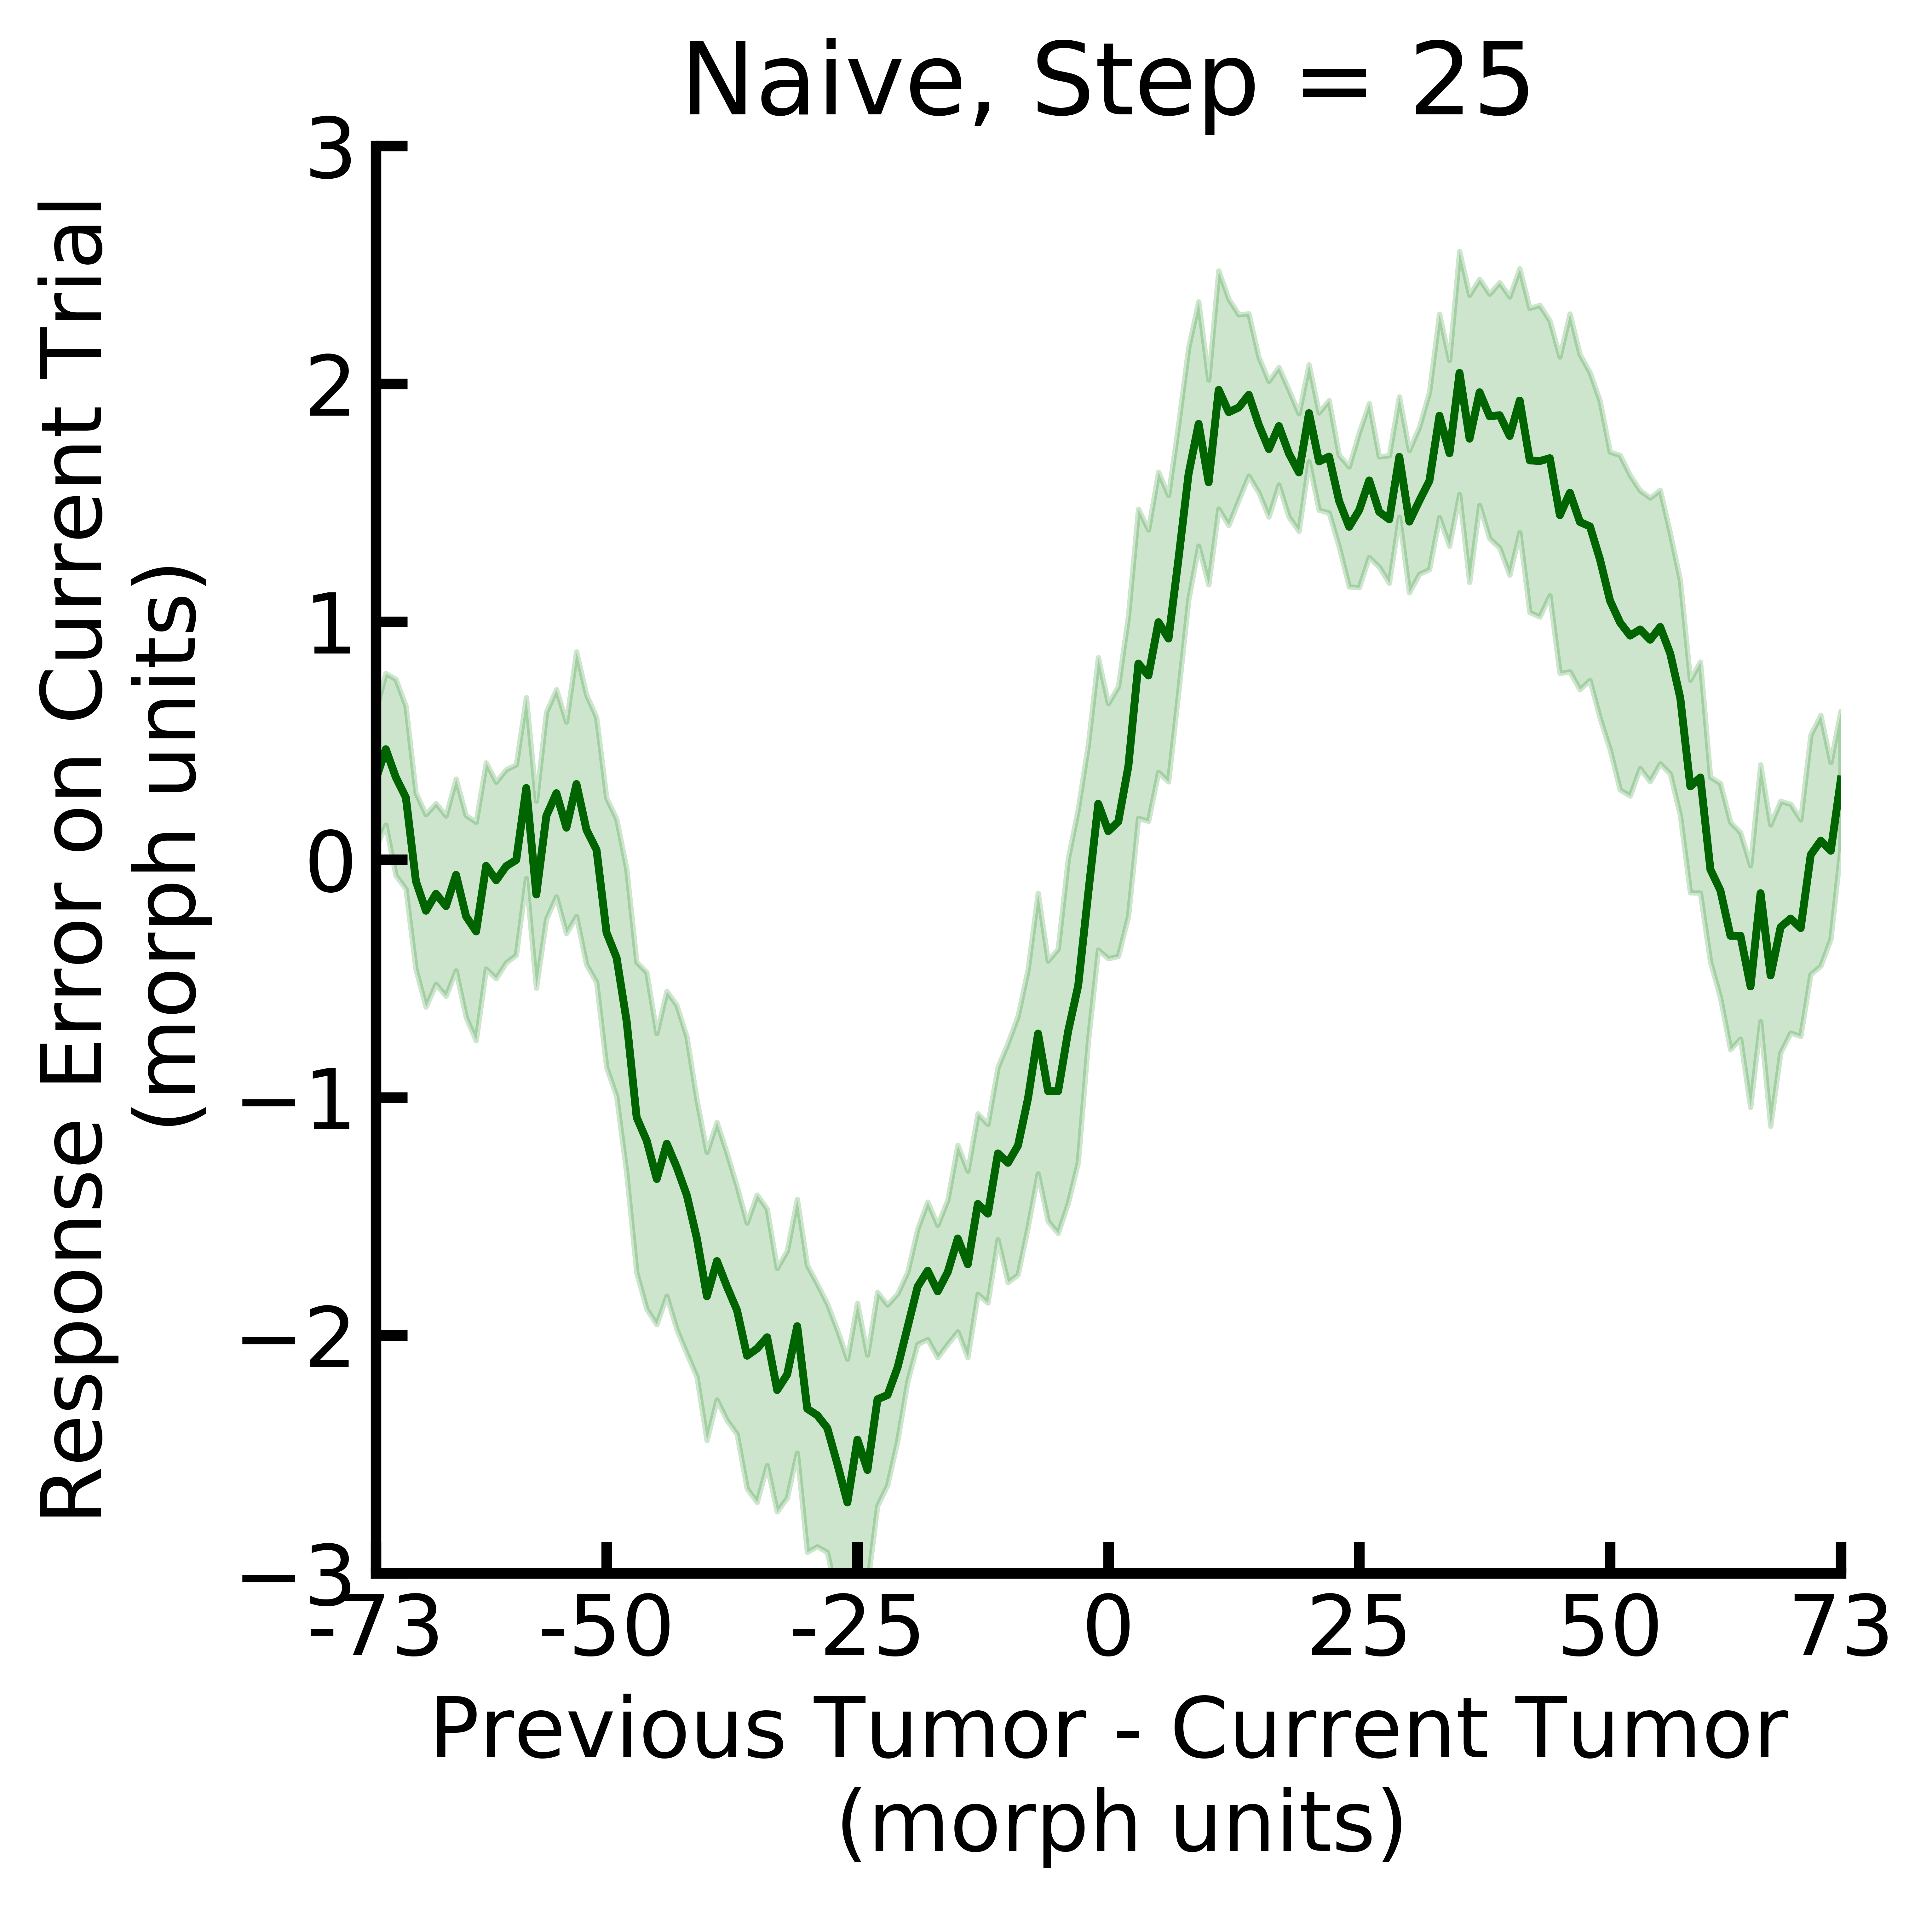 Naive, Step = 25
Response Error on Current Trial
(morph units)
3
2
1
0
−1
−2
−3
-73 -50 -25 0 25 50 73
Previous Tumor - Current Tumor
(morph units)